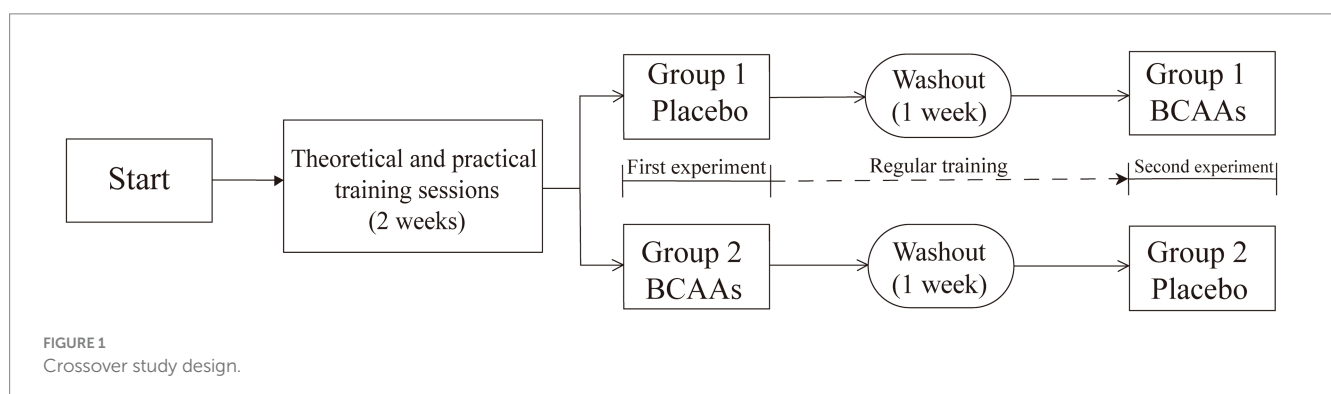 Start
Theoretical and practical
training sessions
(2 weeks)
Group 1
Placebo
Washout
(1 week)
Group 1
BCAAs
First experiment
Regular training
Second experiment
Group 2
BCAAs
Washout
(1 week)
Group 2
Placebo
FIGURE 1
Crossover study design.